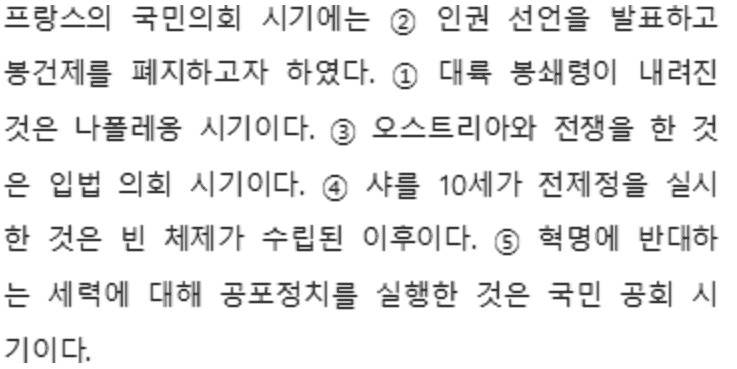 프랑스의 국민의회 시기에는 ② 인권 선언을 발표하고
봉건제를 폐지하고자 하였다. ① 대륙 봉쇄령이 내려진
것은 나폴레옹 시기이다. ③ 오스트리아와 전쟁을 한 것
은 입법 의회 시기이다. ④ 샤를 10세가 전제정을 실시
한 것은 빈 체제가 수립된 이후이다. ⑤ 혁명에 반대하
는 세력에 대해 공포정치를 실행한 것은 국민 공회 시
기이다.